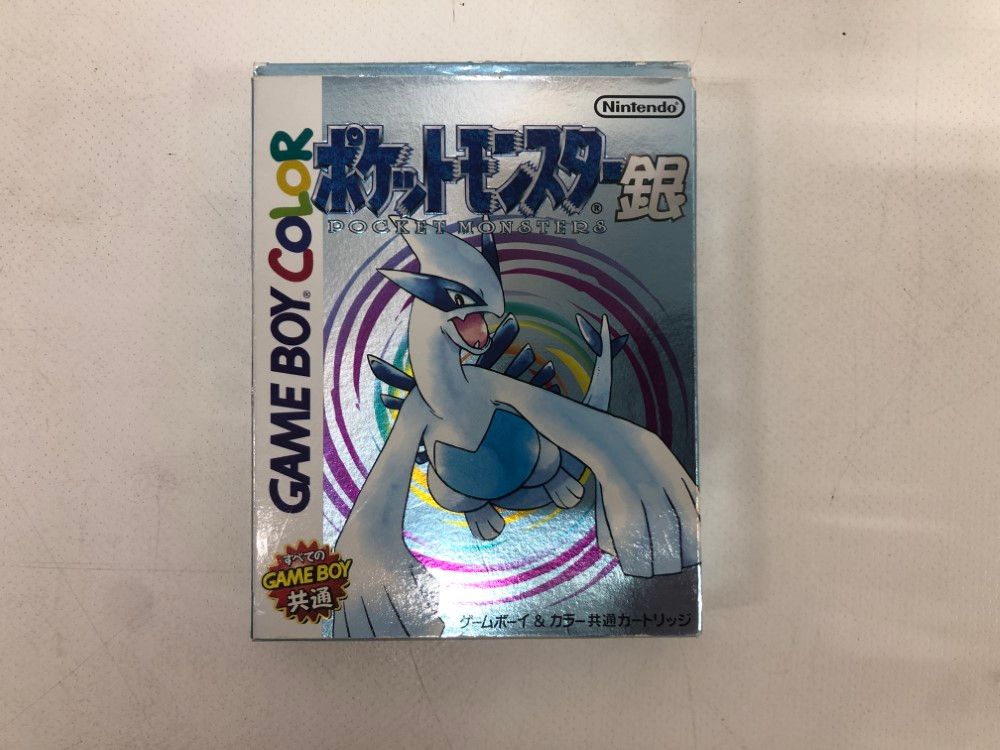 Nintendo®
ポケットモンスター®
銀
POCKET MONSTERS
GAME BOY® COLOR
すべての
GAME BOY
共通
ゲームボーイ&カラー共通カートリッジ